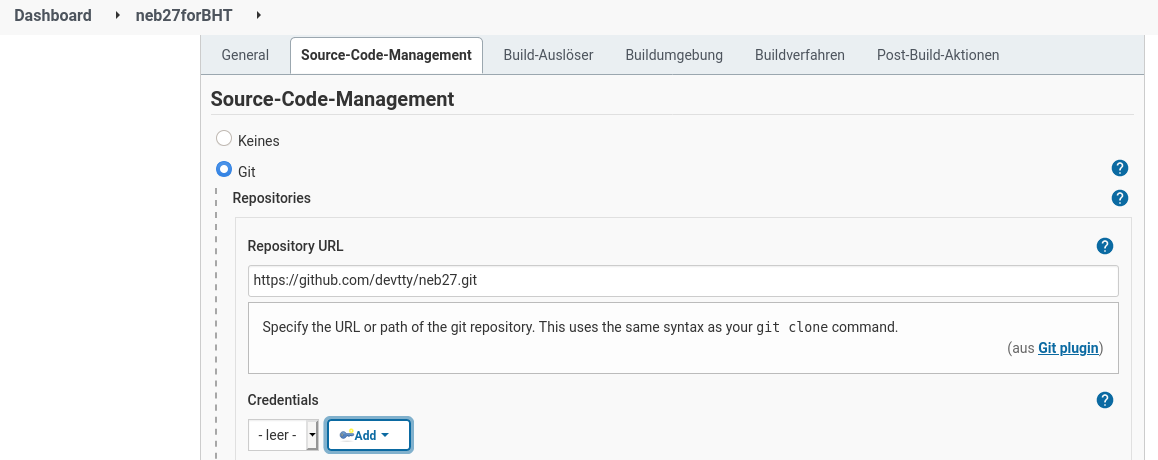 Dashboard neb27forBHT
General Source-Code-Management Build-Auslöser Buildumgebung Buildverfahren Post-Build-Aktionen
Source-Code-Management
Keines
Git ?
Repositories ?
Repository URL ?
https://github.com/devtty/neb27.git
Specify the URL or path of the git repository. This uses the same syntax as your git clone command.
(aus Git plugin)
Credentials ?
- leer - Add